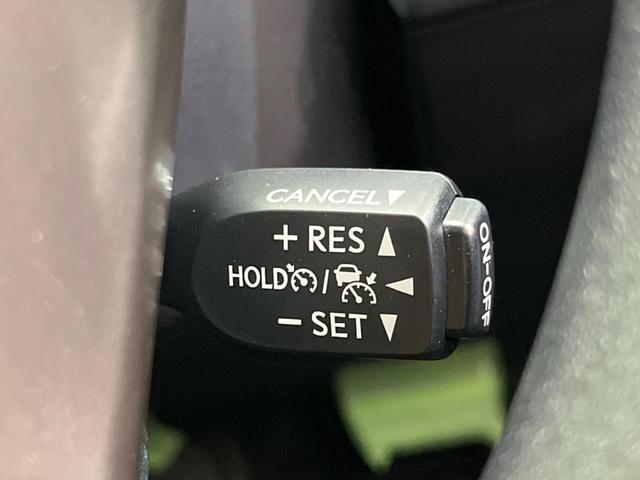 CANCEL▼
+ RES ▲
HOLD / ◀
− SET ▼
ON-OFF